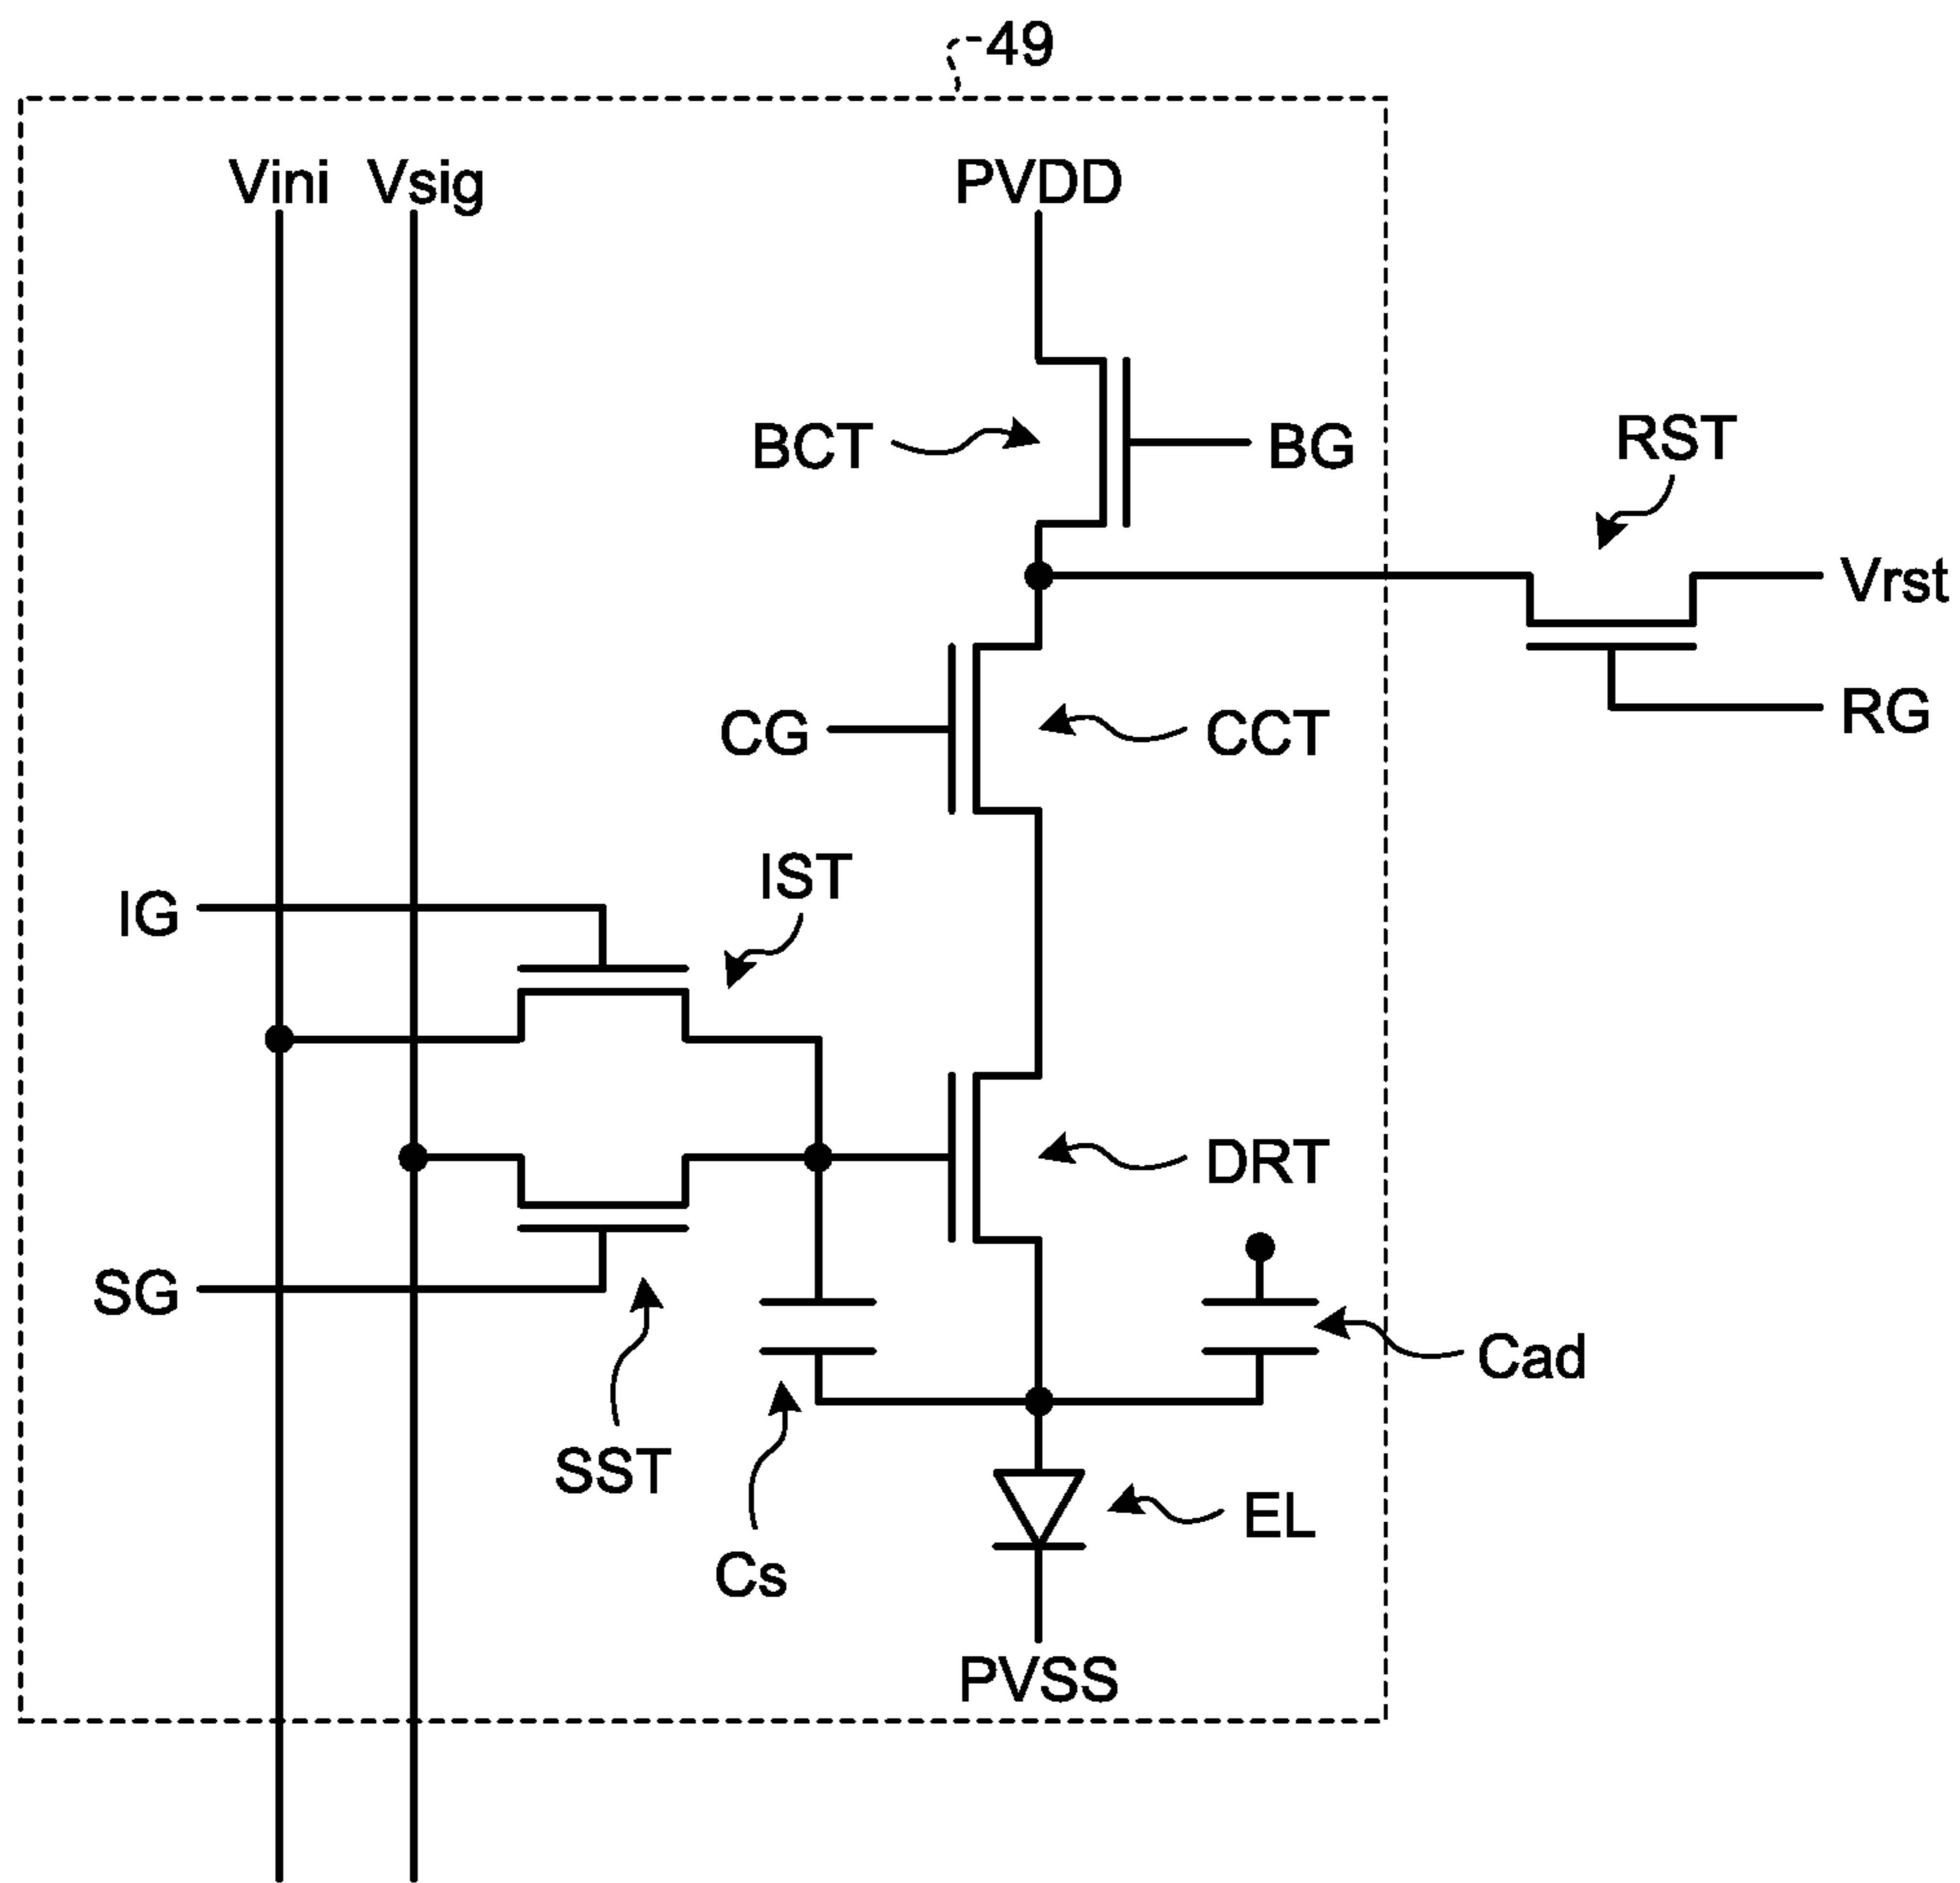 49
Vini Vsig PVDD
BCT BG RST
Vrst
CG CCT RG
IST
IG
DRT
SG
Cad
SST
EL
Cs
PVSS